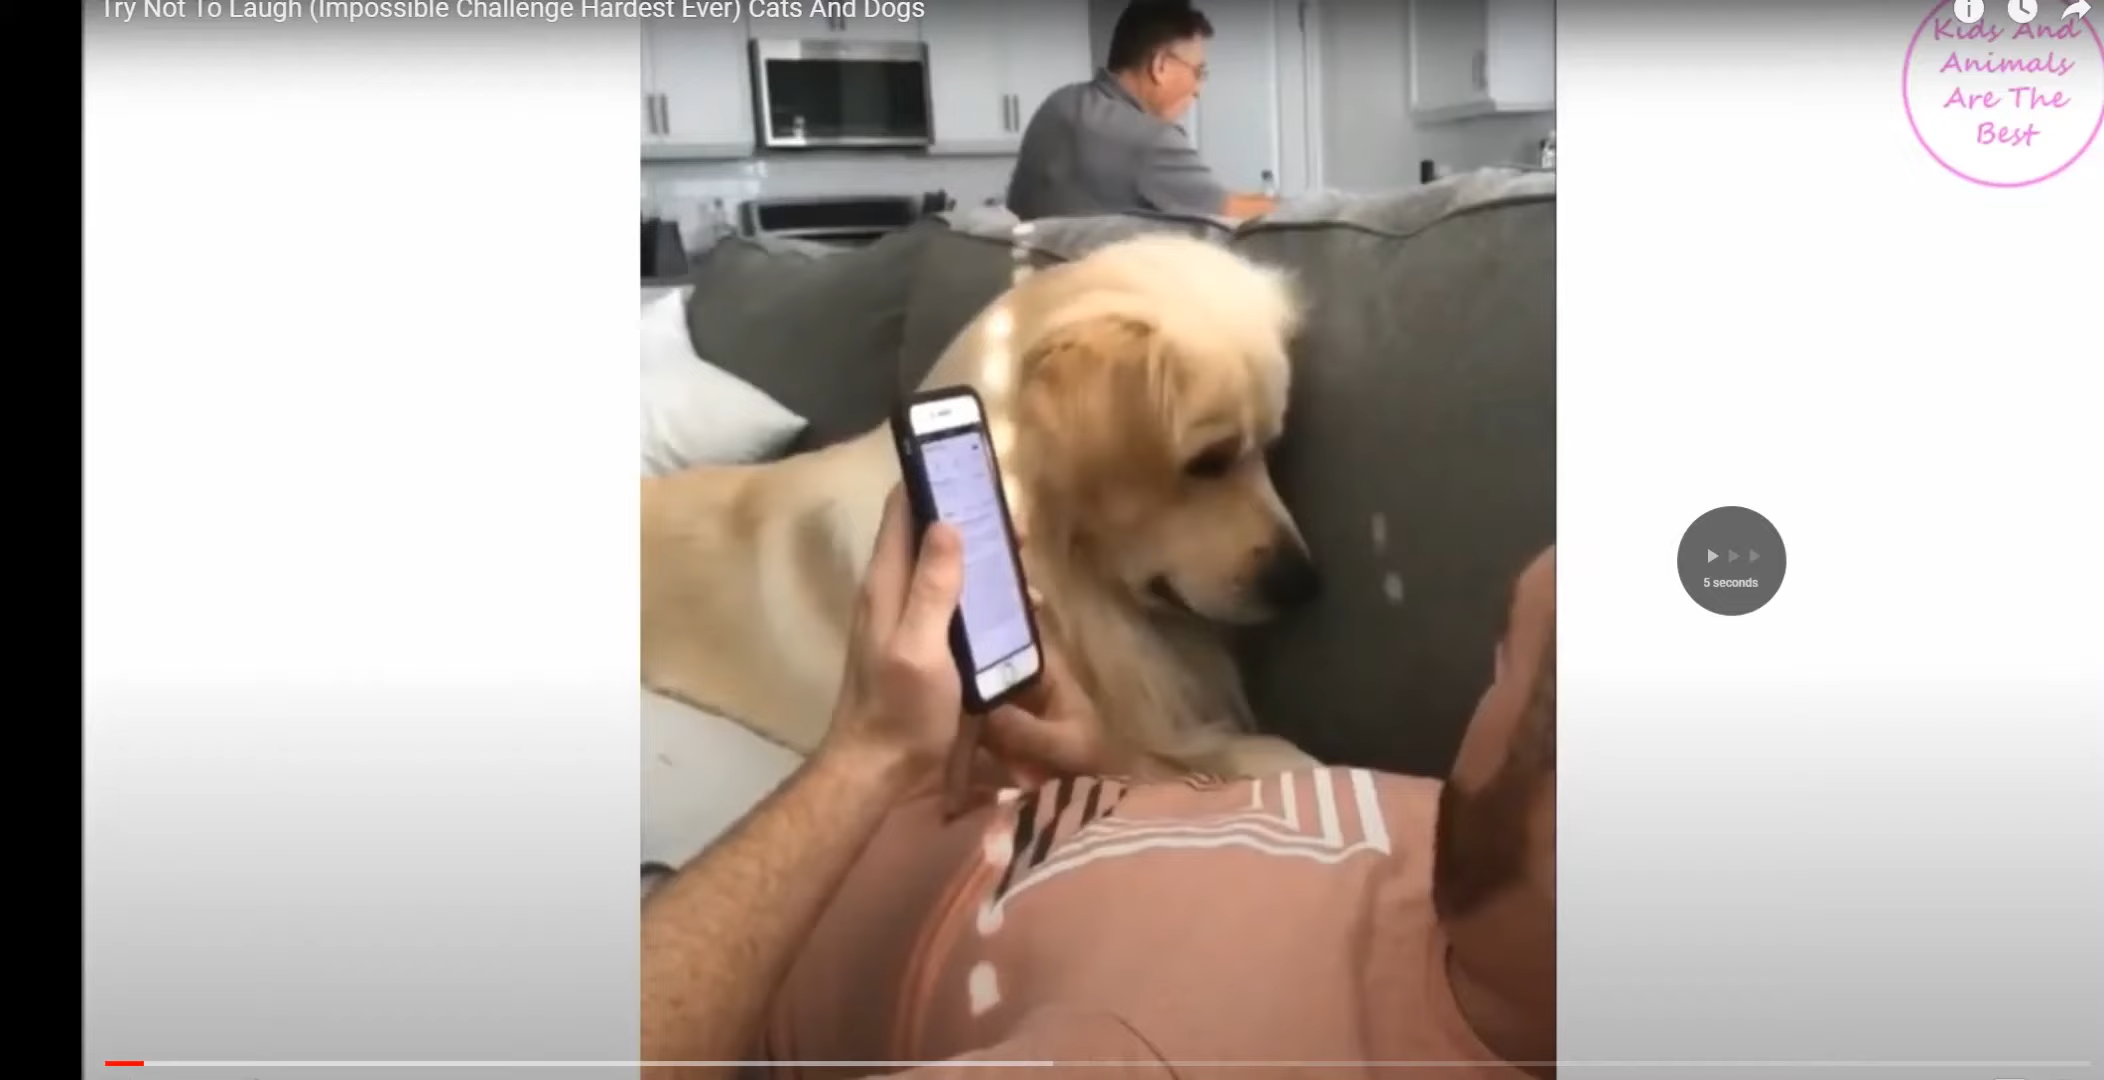 Try Not To Laugh (Impossible Challenge Hardest Ever) Cats And Dogs
Kids And
Animals
Are The
Best
5 seconds